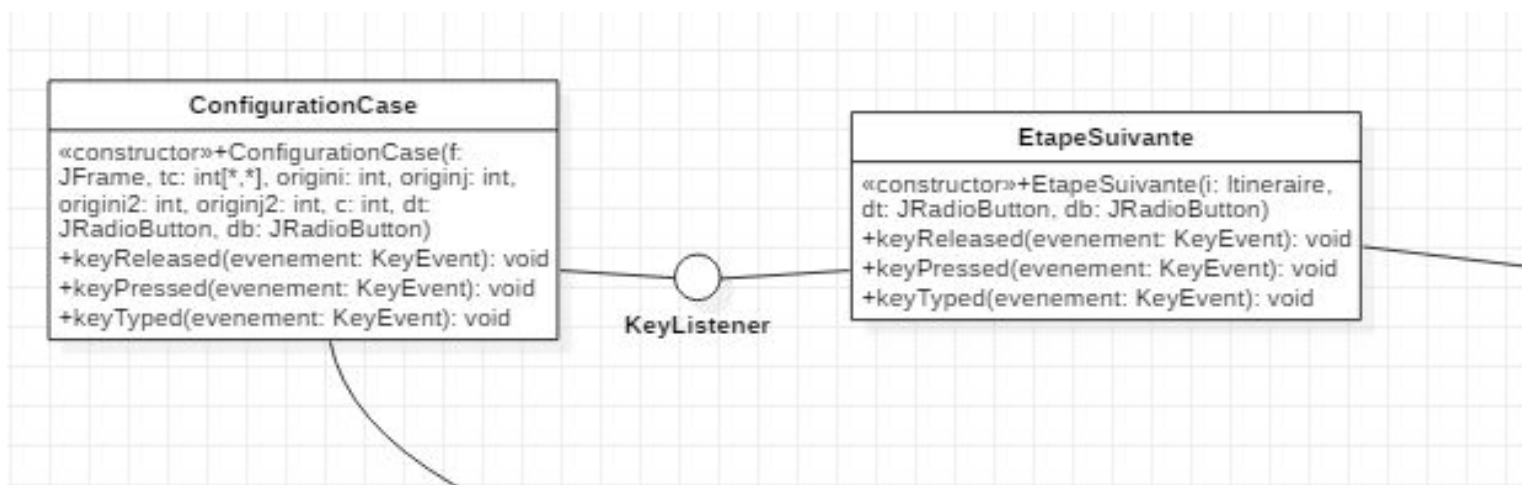 ConfigurationCase
«constructor»+ConfigurationCase(f:
JFrame, tc: int[*,*], origini: int, originj: int,
origini2: int, originj2: int, c: int, dt:
JRadioButton, db: JRadioButton)
+keyReleased(evenement: KeyEvent): void
+keyPressed(evenement: KeyEvent): void
+keyTyped(evenement: KeyEvent): void
KeyListener
EtapeSuivante
«constructor»+EtapeSuivante(i: Itineraire,
dt: JRadioButton, db: JRadioButton)
+keyReleased(evenement: KeyEvent): void
+keyPressed(evenement: KeyEvent): void
+keyTyped(evenement: KeyEvent): void